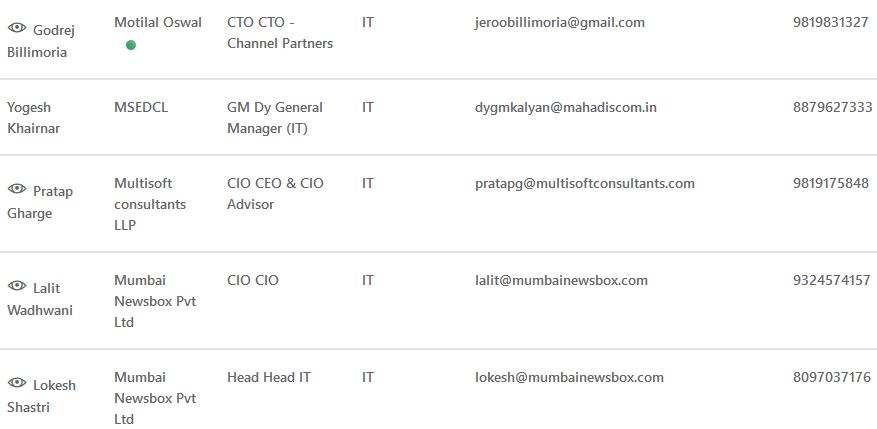 Godrej Billimoria Motilal Oswal CTO CTO - Channel Partners IT jeroobillimoria@gmail.com 9819831327
Yogesh Khairnar MSEDCL GM Dy General Manager (IT) IT dygmkalyan@mahadiscom.in 8879627333
Pratap Gharge Multisoft consultants LLP CIO CEO & CIO Advisor IT pratapg@multisoftconsultants.com 9819175848
Lalit Wadhwani Mumbai Newsbox Pvt Ltd CIO CIO IT lalit@mumbainewsbox.com 9324574157
Lokesh Shastri Mumbai Newsbox Pvt Ltd Head Head IT IT lokesh@mumbainewsbox.com 8097037176